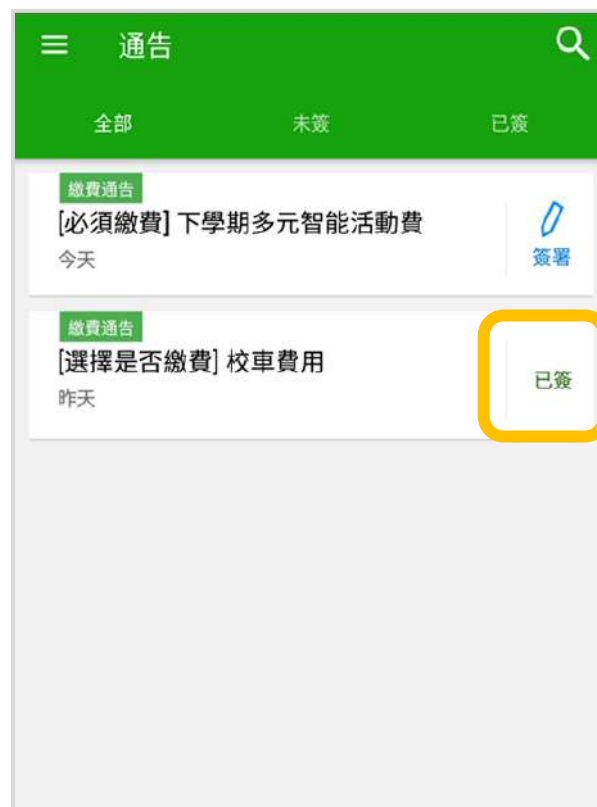 通告
全部 未簽 已簽
繳費通告
[必須繳費] 下學期多元智能活動費
今天
簽署
繳費通告
[選擇是否繳費] 校車費用
昨天
已簽